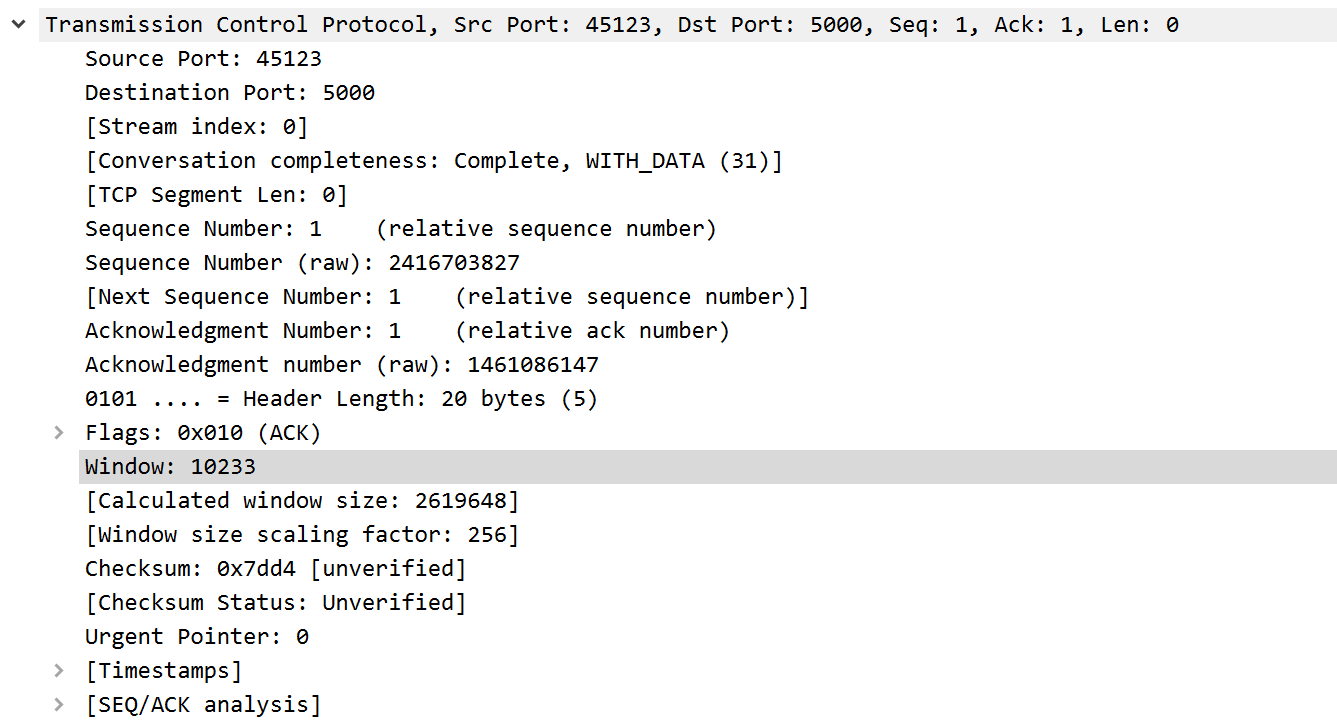 Transmission Control Protocol, Src Port: 45123, Dst Port: 5000, Seq: 1, Ack: 1, Len: 0
Source Port: 45123
Destination Port: 5000
[Stream index: 0]
[Conversation completeness: Complete, WITH_DATA (31)]
[TCP Segment Len: 0]
Sequence Number: 1    (relative sequence number)
Sequence Number (raw): 2416703827
[Next Sequence Number: 1    (relative sequence number)]
Acknowledgment Number: 1    (relative ack number)
Acknowledgment number (raw): 1461086147
0101 .... = Header Length: 20 bytes (5)
Flags: 0x010 (ACK)
Window: 10233
[Calculated window size: 2619648]
[Window size scaling factor: 256]
Checksum: 0x7dd4 [unverified]
[Checksum Status: Unverified]
Urgent Pointer: 0
[Timestamps]
[SEQ/ACK analysis]